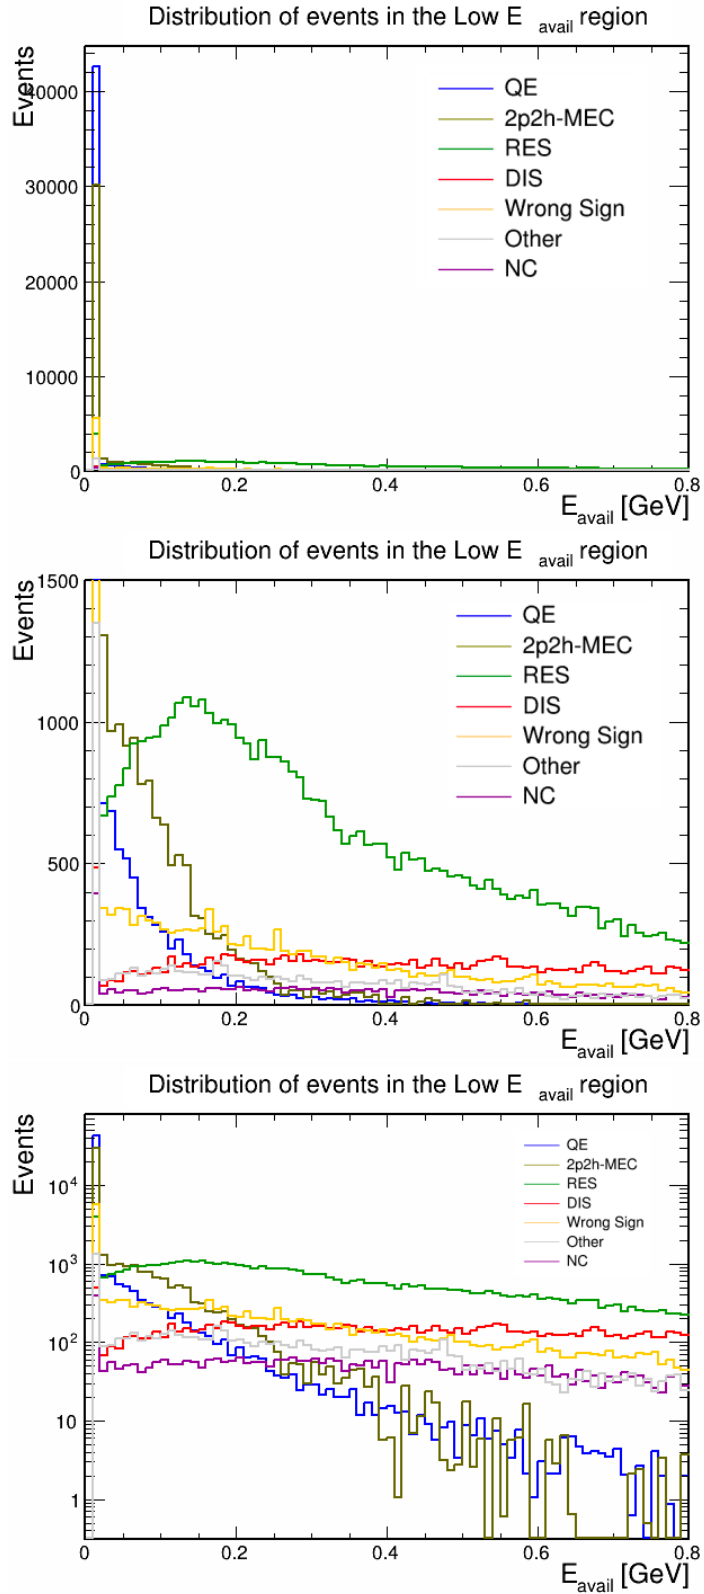 Distribution of events in the Low E avail region
Events
40000
30000
20000
10000
0
QE
2p2h-MEC
RES
DIS
Wrong Sign
Other
NC
0 0.2 0.4 0.6 0.8
E avail [GeV]
Distribution of events in the Low E avail region
Events
1500
1000
500
0
QE
2p2h-MEC
RES
DIS
Wrong Sign
Other
NC
0 0.2 0.4 0.6 0.8
E avail [GeV]
Distribution of events in the Low E avail region
Events
10^4
10^3
10^2
10
1
QE
2p2h-MEC
RES
DIS
Wrong Sign
Other
NC
0 0.2 0.4 0.6 0.8
E avail [GeV]